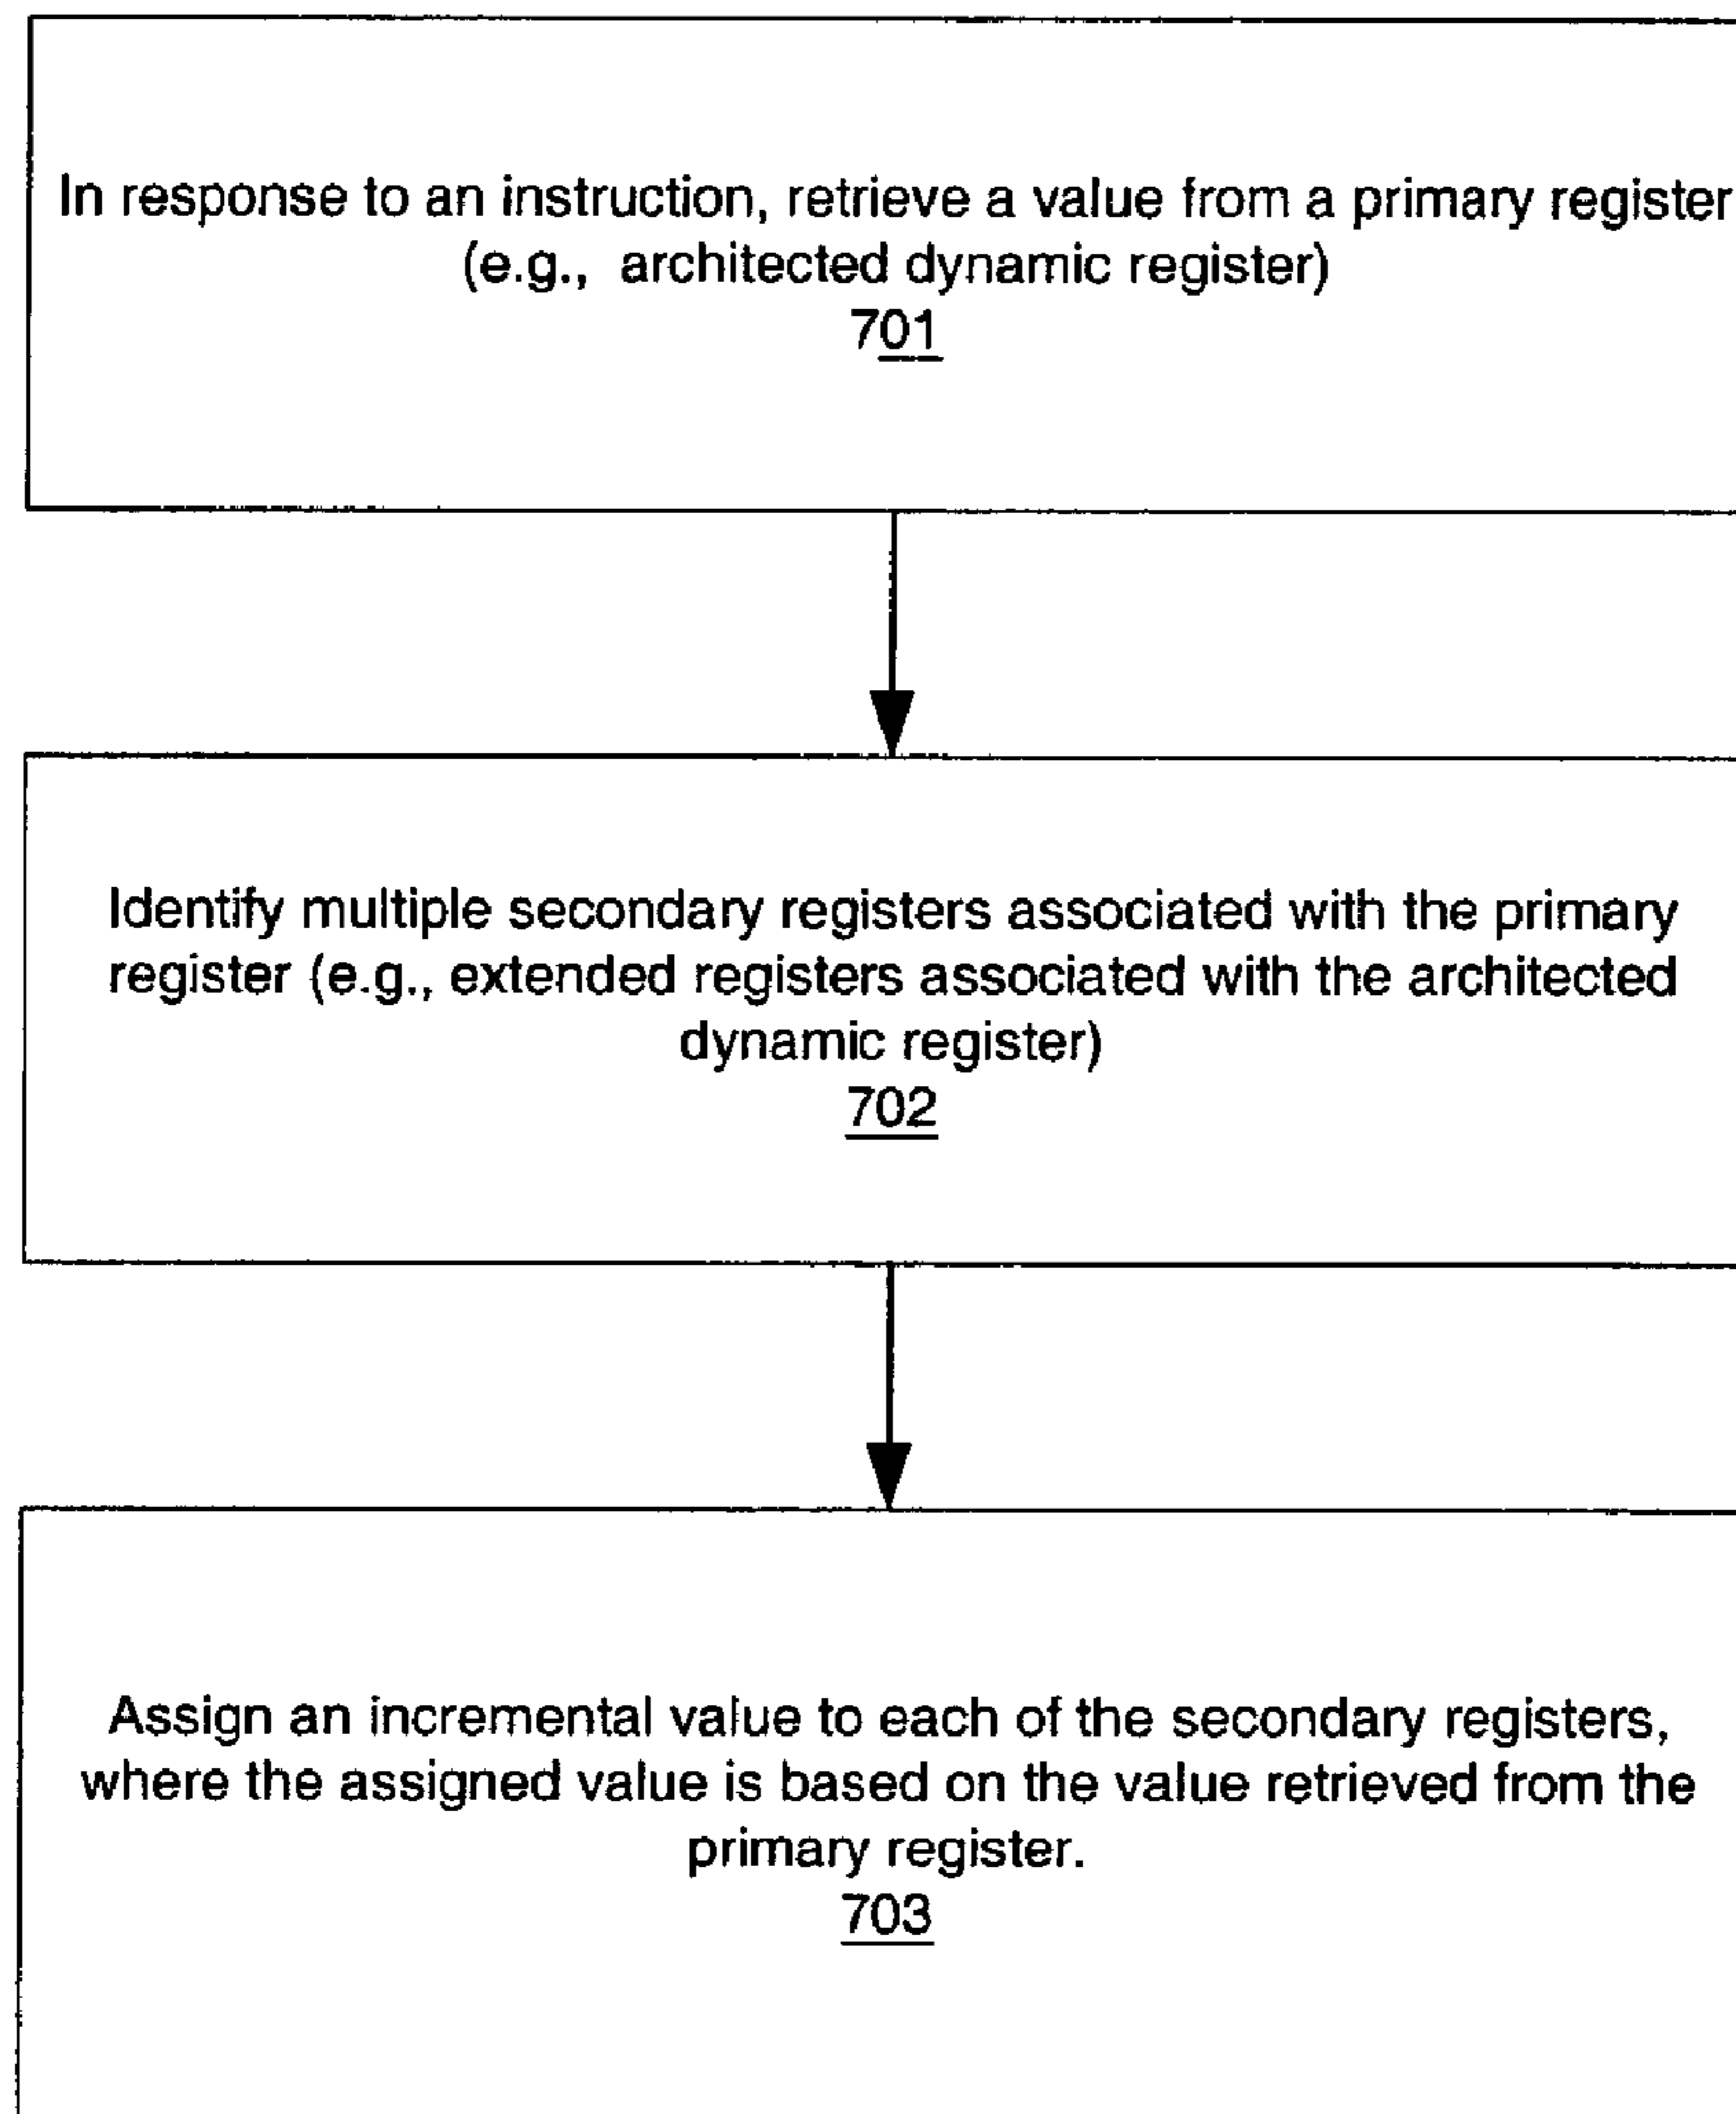 In response to an instruction, retrieve a value from a primary register
(e.g., architected dynamic register)
701
Identify multiple secondary registers associated with the primary
register (e.g., extended registers associated with the architected
dynamic register)
702
Assign an incremental value to each of the secondary registers,
where the assigned value is based on the value retrieved from the
primary register.
703